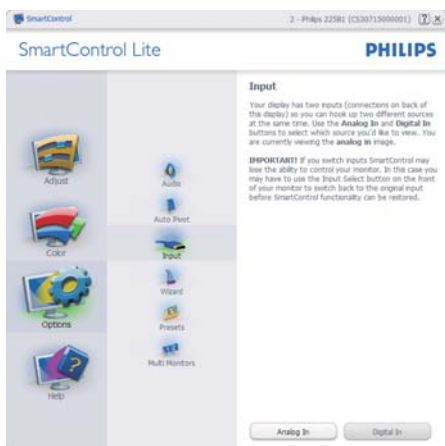 SmartControl
2 - Philips 225B1 (CS30715000001)
SmartControl Lite
PHILIPS
Adjust
Color
Options
Help
Audio
Auto Pivot
Input
Wizard
Presets
Multi Monitors
Input
Your display has two inputs (connections on back of
the display) so you can hook up two different sources
at the same time. Use the Analog In and Digital In
buttons to select which source you'd like to view. You
are currently viewing the analog in image.
IMPORTANT! If you switch inputs SmartControl may
lose the ability to control your monitor. In this case you
may have to use the Input Select button on the front
of your monitor to switch back to the original input
before SmartControl functionality can be restored.
Analog In
Digital In